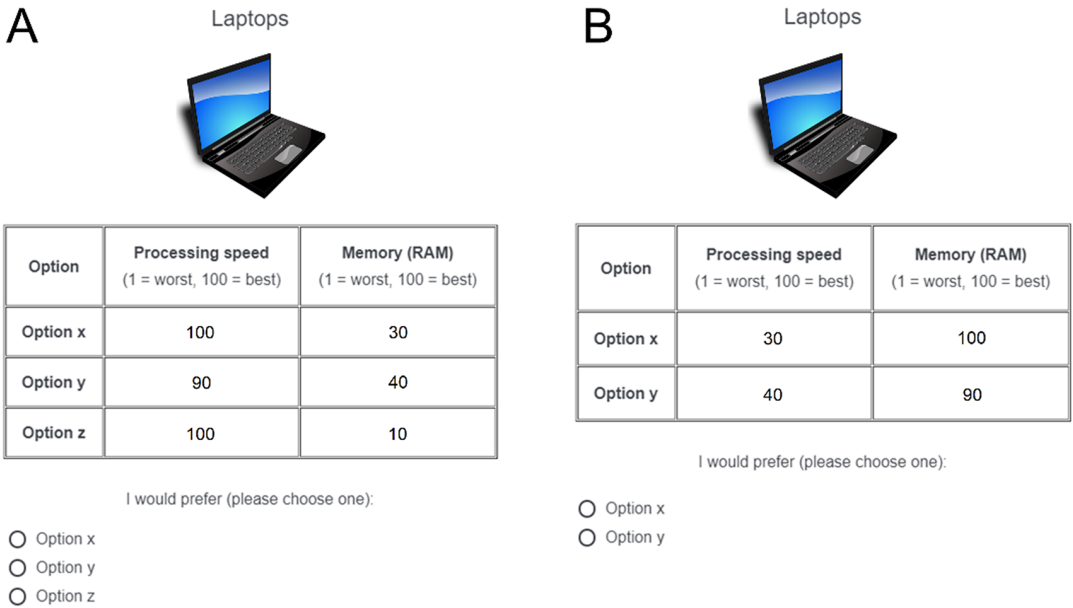 A
Laptops
Option
Processing speed
(1 = worst, 100 = best)
Memory (RAM)
(1 = worst, 100 = best)
Option x
100
30
Option y
90
40
Option z
100
10
I would prefer (please choose one):
Option x
Option y
Option z
B
Laptops
Option
Processing speed
(1 = worst, 100 = best)
Memory (RAM)
(1 = worst, 100 = best)
Option x
30
100
Option y
40
90
I would prefer (please choose one):
Option x
Option y